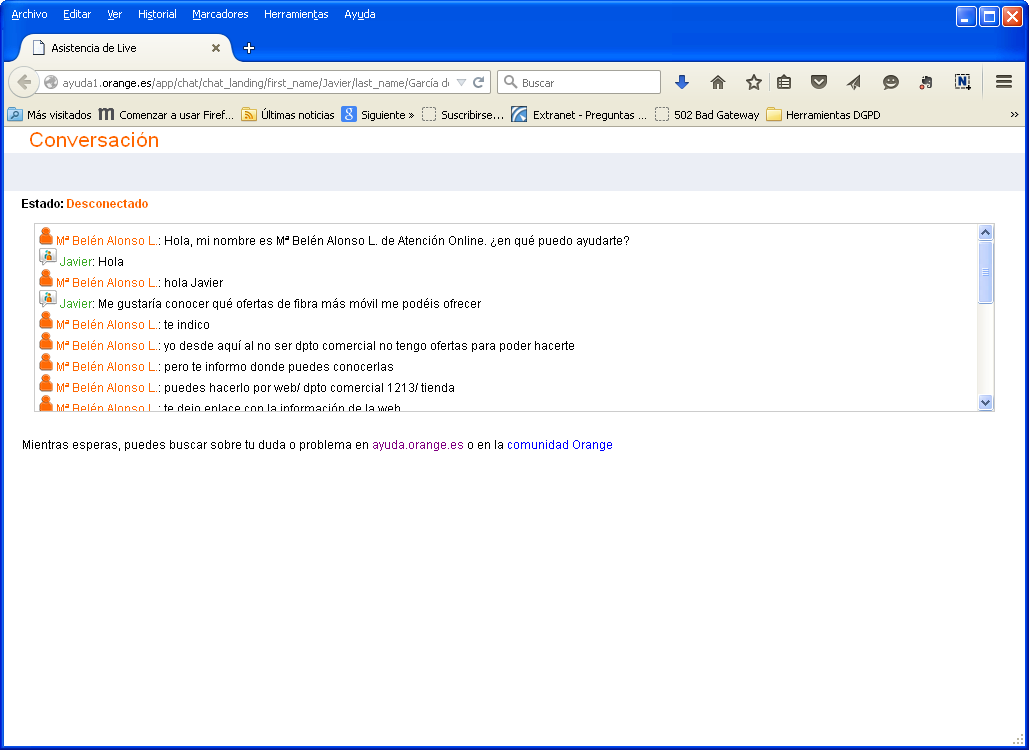 Archivo Editar Ver Historial Marcadores Herramientas Ayuda
Asistencia de Live
ayuda1.orange.es/app/chat/chat_landing/first_name/Javier/last_name/García d
Buscar
Más visitados Comenzar a usar Firef... Últimas noticias Siguiente » Suscribirse... Extranet - Preguntas ... 502 Bad Gateway Herramientas DGPD »
Conversación
Estado: Desconectado
Mª Belén Alonso L.: Hola, mi nombre es Mª Belén Alonso L. de Atención Online. ¿en qué puedo ayudarte?
Javier: Hola
Mª Belén Alonso L.: hola Javier
Javier: Me gustaría conocer qué ofertas de fibra más móvil me podéis ofrecer
Mª Belén Alonso L.: te indico
Mª Belén Alonso L.: yo desde aquí al no ser dpto comercial no tengo ofertas para poder hacerte
Mª Belén Alonso L.: pero te informo donde puedes conocerlas
Mª Belén Alonso L.: puedes hacerlo por web/ dpto comercial 1213/ tienda
Mª Belén Alonso L.: te dejo enlace con la información de la web
Mientras esperas, puedes buscar sobre tu duda o problema en ayuda.orange.es o en la comunidad Orange